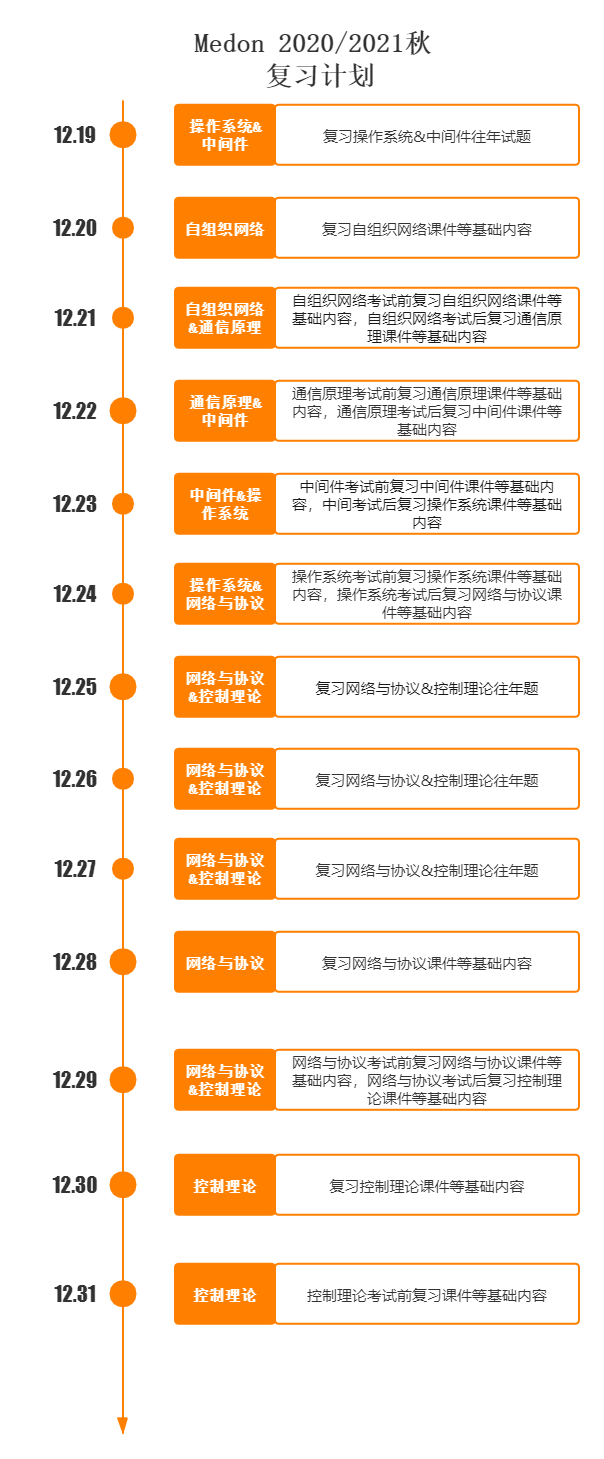 Medon 2020/2021秋
复习计划
12.19
操作系统&
中间件
复习操作系统&中间件往年试题
12.20
自组织网络
复习自组织网络课件等基础内容
12.21
自组织网络
&通信原理
自组织网络考试前复习自组织网络课件等
基础内容，自组织网络考试后复习通信原
理课件等基础内容
12.22
通信原理&
中间件
通信原理考试前复习通信原理课件等基础
内容，通信原理考试后复习中间件课件等
基础内容
12.23
中间件&操
作系统
中间件考试前复习中间件课件等基础内
容，中间考试后复习操作系统课件等基础
内容
12.24
操作系统&
网络与协议
操作系统考试前复习操作系统课件等基础
内容，操作系统考试后复习网络与协议课
件等基础内容
12.25
网络与协议
&控制理论
复习网络与协议&控制理论往年题
12.26
网络与协议
&控制理论
复习网络与协议&控制理论往年题
12.27
网络与协议
&控制理论
复习网络与协议&控制理论往年题
12.28
网络与协议
复习网络与协议课件等基础内容
12.29
网络与协议
&控制理论
网络与协议考试前复习网络与协议课件等
基础内容，网络与协议考试后复习控制理
论课件等基础内容
12.30
控制理论
复习控制理论课件等基础内容
12.31
控制理论
控制理论考试前复习课件等基础内容